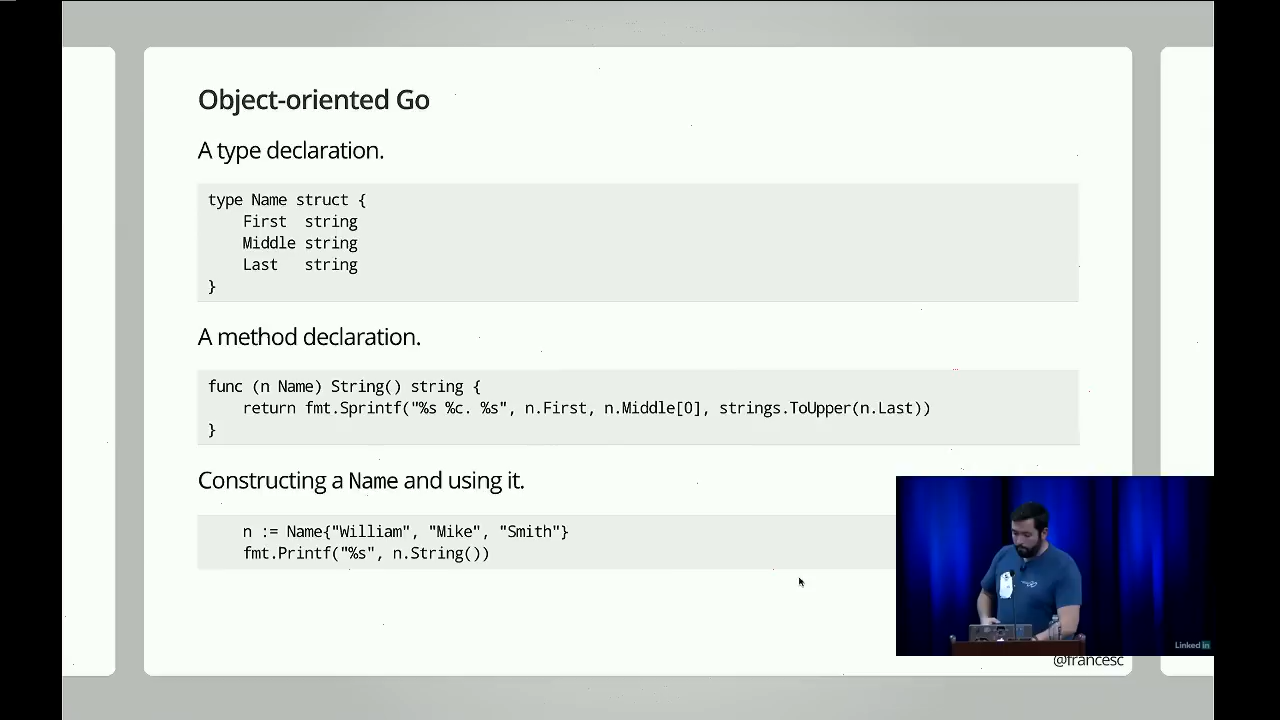 Object-oriented Go
A type declaration.
type Name struct {
    First  string
    Middle string
    Last   string
}
A method declaration.
func (n Name) String() string {
    return fmt.Sprintf("%s %c. %s", n.First, n.Middle[0], strings.ToUpper(n.Last))
}
Constructing a Name and using it.
    n := Name{"William", "Mike", "Smith"}
    fmt.Printf("%s", n.String())
Linked in
@francesc